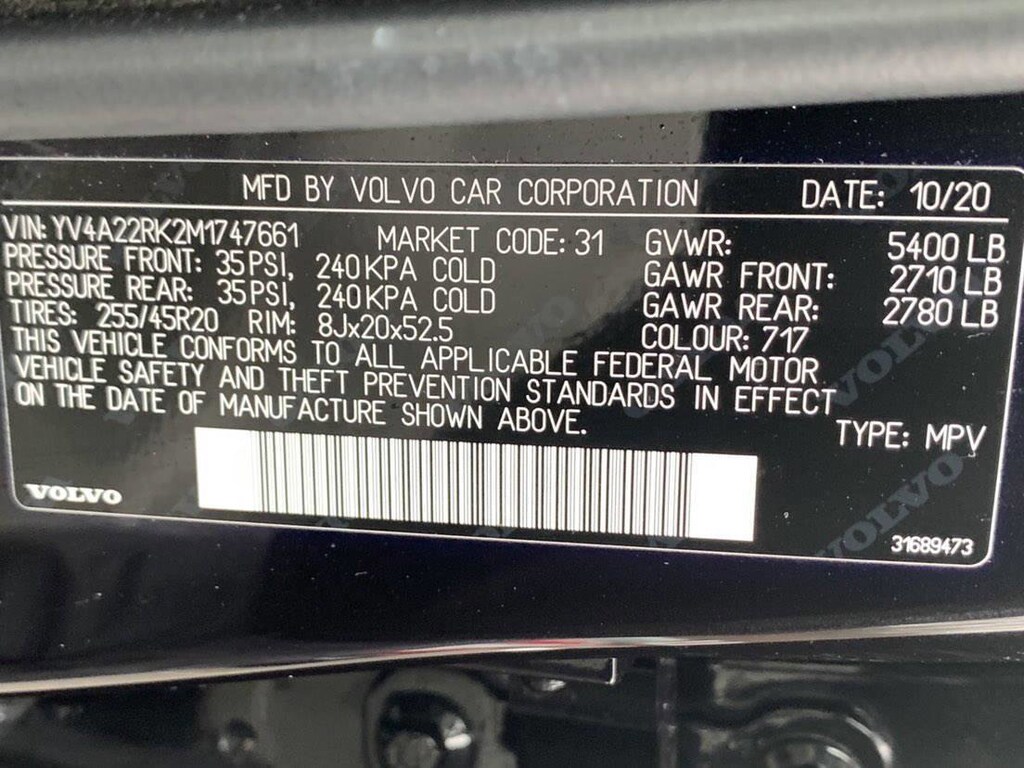 MFD BY VOLVO CAR CORPORATION DATE: 10/20
VIN: YV4A22RK2M1747661 MARKET CODE: 31 GVWR: 5400 LB
PRESSURE FRONT: 35 PSI, 240 KPA COLD GAWR FRONT: 2710 LB
PRESSURE REAR: 35 PSI, 240 KPA COLD GAWR REAR: 2780 LB
TIRES: 255/45R20 RIM: 8Jx20x52.5 COLOUR: 717
THIS VEHICLE CONFORMS TO ALL APPLICABLE FEDERAL MOTOR
VEHICLE SAFETY AND THEFT PREVENTION STANDARDS IN EFFECT
ON THE DATE OF MANUFACTURE SHOWN ABOVE.
TYPE: MPV
VOLVO
31689473
VOLVO
VOLVO